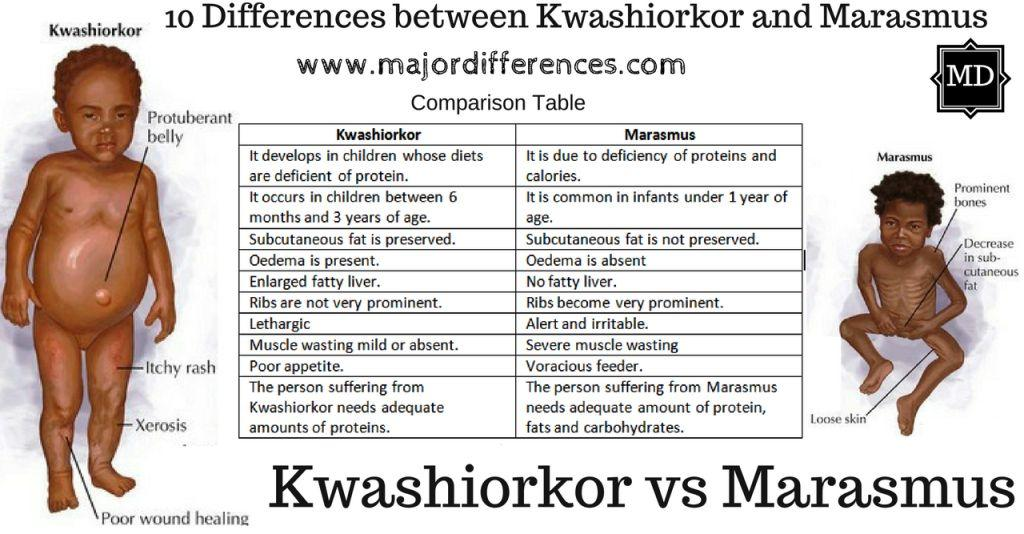 10 Differences between Kwashiorkor and Marasmus
Kwashiorkor
www.majordifferences.com
MD
Comparison Table
Protuberant
belly
Itchy rash
Xerosis
Poor wound healing
Kwashiorkor Marasmus
It develops in children whose diets
are deficient of protein.
It is due to deficiency of proteins and
calories.
It occurs in children between 6
months and 3 years of age.
It is common in infants under 1 year of
age.
Subcutaneous fat is preserved. Subcutaneous fat is not preserved.
Oedema is present. Oedema is absent
Enlarged fatty liver. No fatty liver.
Ribs are not very prominent. Ribs become very prominent.
Lethargic Alert and irritable.
Muscle wasting mild or absent. Severe muscle wasting
Poor appetite. Voracious feeder.
The person suffering from
Kwashiorkor needs adequate
amounts of proteins.
The person suffering from Marasmus
needs adequate amount of protein,
fats and carbohydrates.
Marasmus
Prominent
bones
Decrease
in sub-
cutaneous
fat
Loose skin
Kwashiorkor vs Marasmus